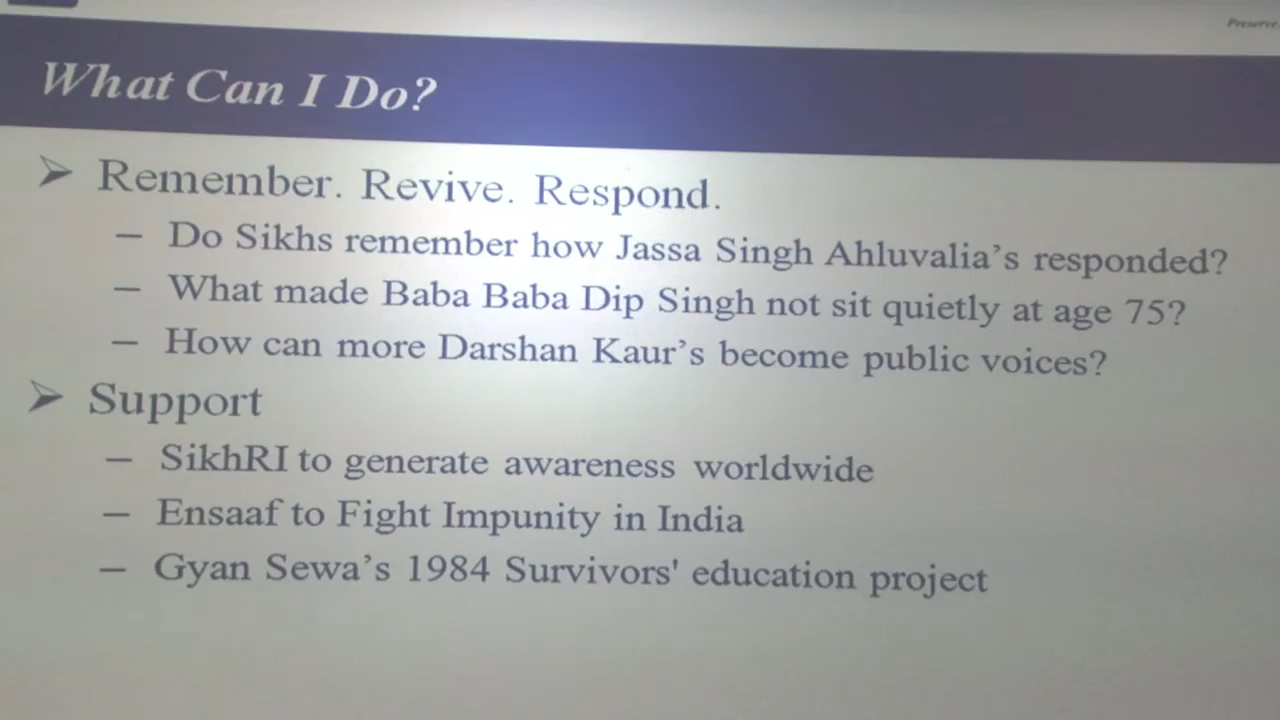 Preserve
What Can I Do?
➢ Remember. Revive. Respond.
– Do Sikhs remember how Jassa Singh Ahluvalia’s responded?
– What made Baba Baba Dip Singh not sit quietly at age 75?
– How can more Darshan Kaur’s become public voices?
➢ Support
– SikhRI to generate awareness worldwide
– Ensaaf to Fight Impunity in India
– Gyan Sewa’s 1984 Survivors' education project